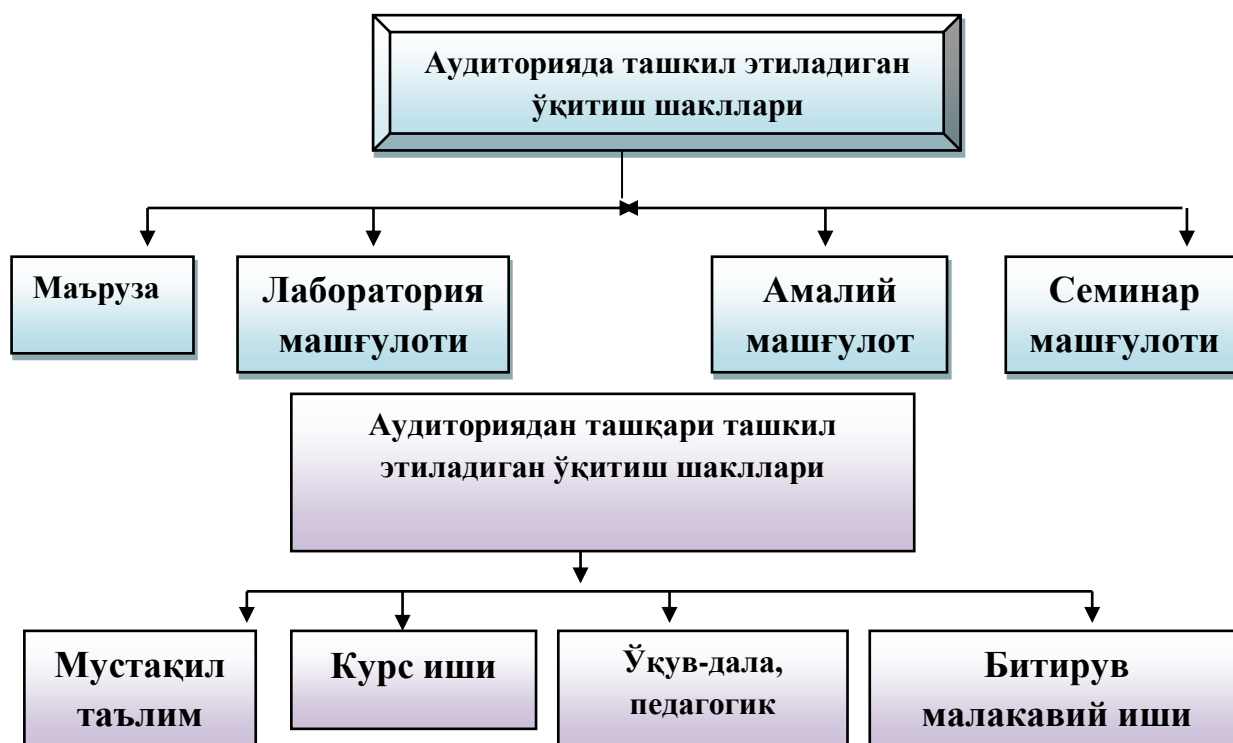 Аудиторияда ташкил этиладиган
ўқитиш шакллари
Маъруза
Лаборатория
машғулоти
Амалий
машғулот
Семинар
машғулоти
Аудиториядан ташқари ташкил
этиладиган ўқитиш шакллари
Мустақил
таълим
Курс иши
Ўқув-дала,
педагогик
Битирув
малакавий иши